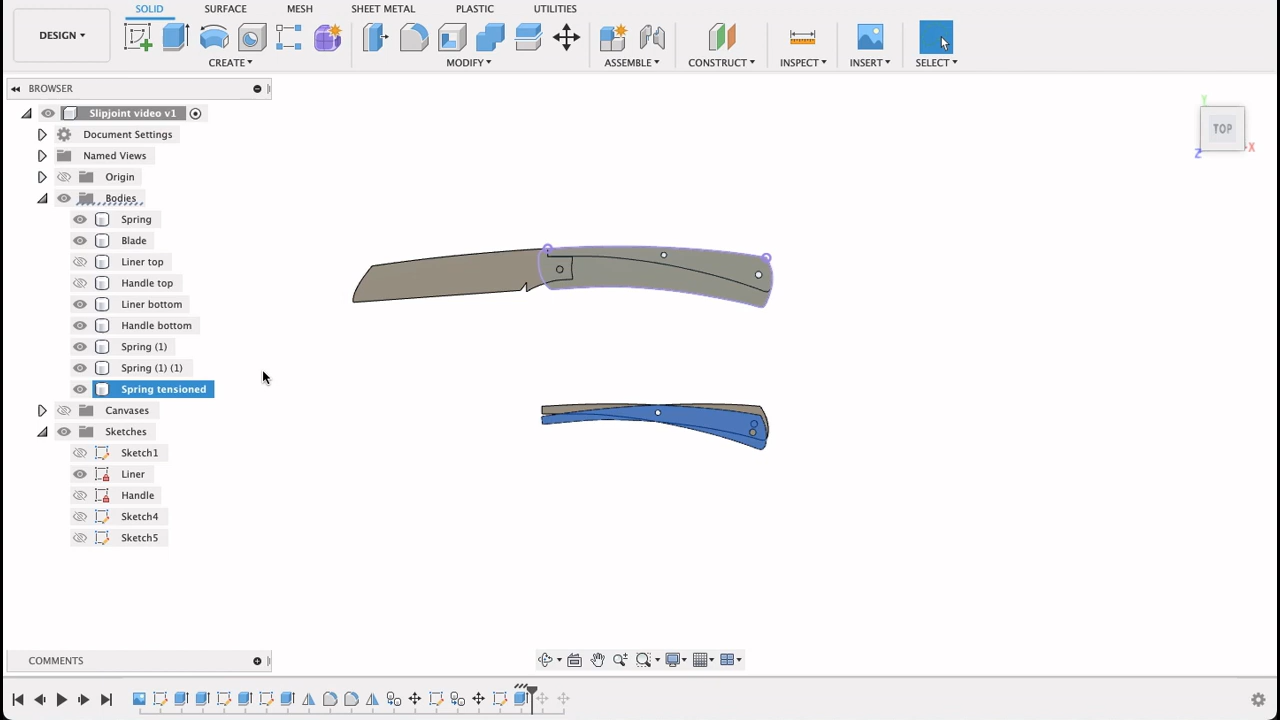 SOLID SURFACE MESH SHEET METAL PLASTIC UTILITIES
DESIGN
CREATE MODIFY ASSEMBLE CONSTRUCT INSPECT INSERT SELECT
BROWSER
Slipjoint video v1
Document Settings
Named Views
Origin
Bodies
Spring
Blade
Liner top
Handle top
Liner bottom
Handle bottom
Spring (1)
Spring (1) (1)
Spring tensioned
Canvases
Sketches
Sketch1
Liner
Handle
Sketch4
Sketch5
COMMENTS
Y
TOP
X
Z